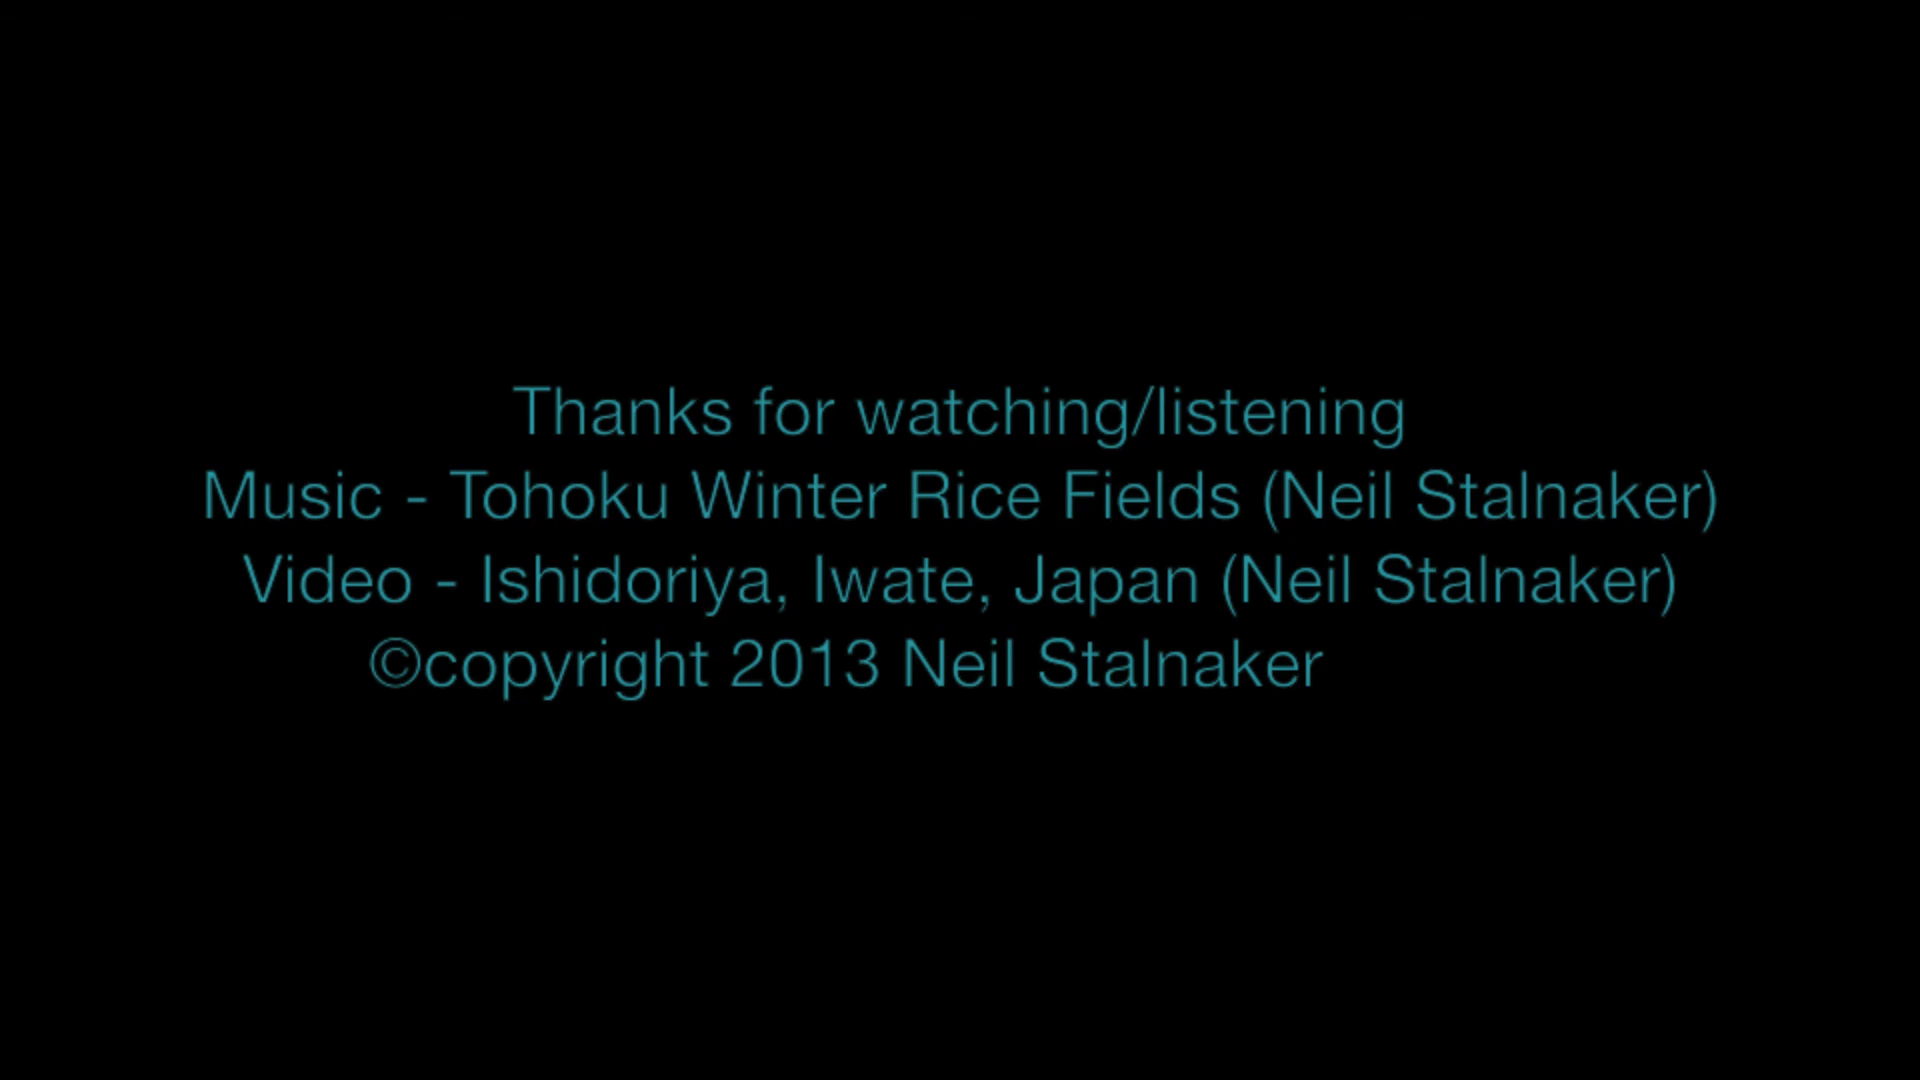 Thanks for watching/listening
Music - Tohoku Winter Rice Fields (Neil Stalnaker)
Video - Ishidoriya, Iwate, Japan (Neil Stalnaker)
©copyright 2013 Neil Stalnaker